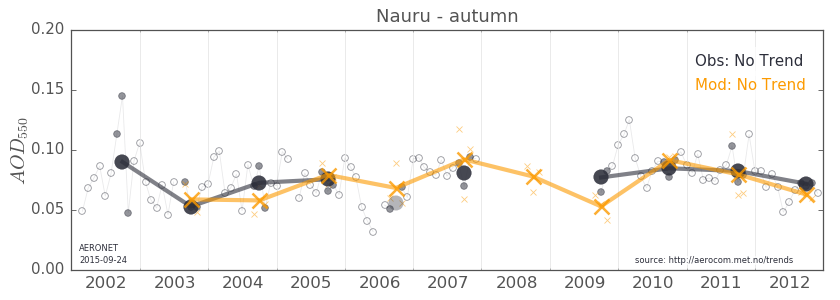 Nauru - autumn
0.20
0.15
0.10
0.05
0.00
AOD550
Obs: No Trend
Mod: No Trend
AERONET
2015-09-24
source: http://aerocom.met.no/trends
2002 2003 2004 2005 2006 2007 2008 2009 2010 2011 2012